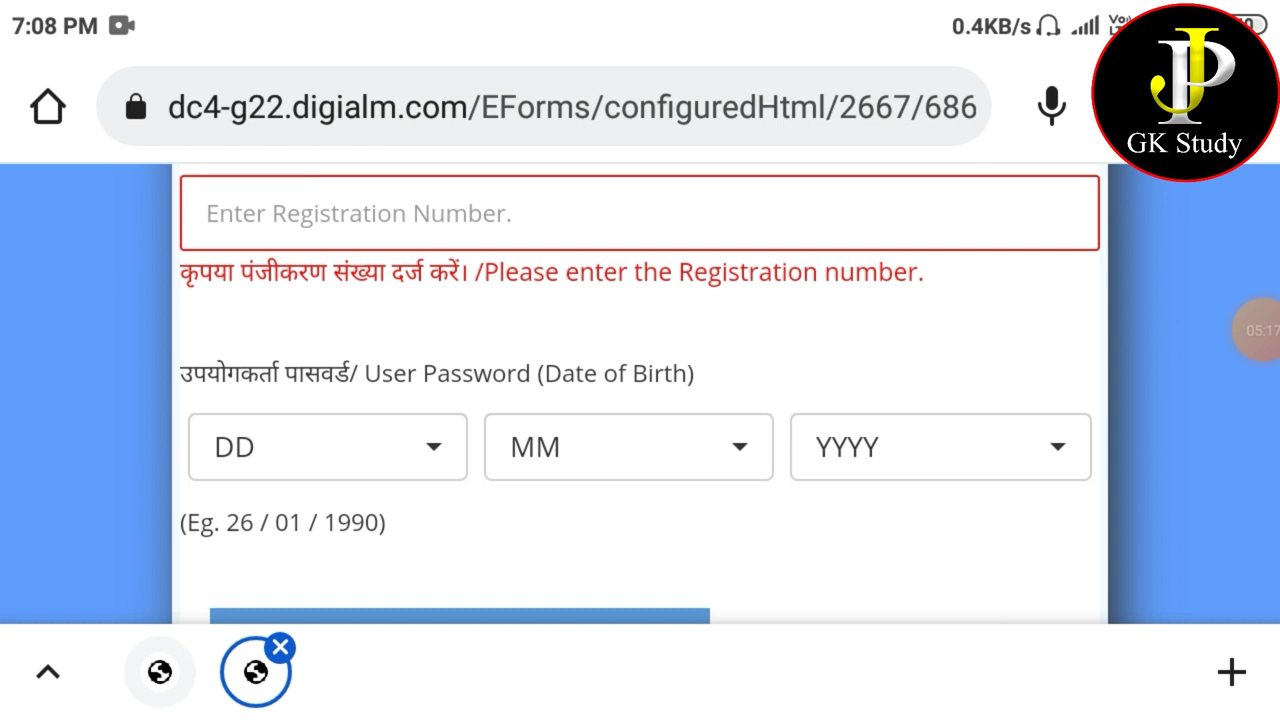 7:08 PM
0.4KB/s
dc4-g22.digialm.com/EForms/configuredHtml/2667/686
JP
GK Study
Enter Registration Number.
कृपया पंजीकरण संख्या दर्ज करें। /Please enter the Registration number.
05:17
उपयोगकर्ता पासवर्ड/ User Password (Date of Birth)
DD MM YYYY
(Eg. 26 / 01 / 1990)